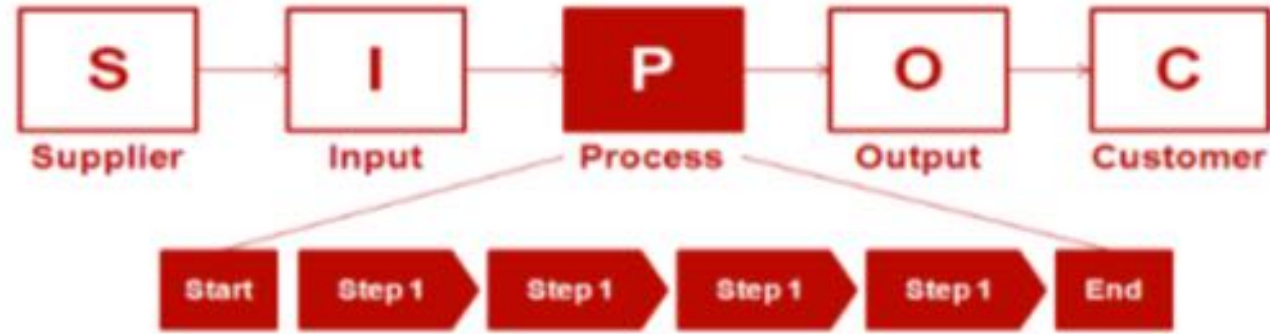 S I P O C
Supplier Input Process Output Customer
Start Step 1 Step 1 Step 1 Step 1 End